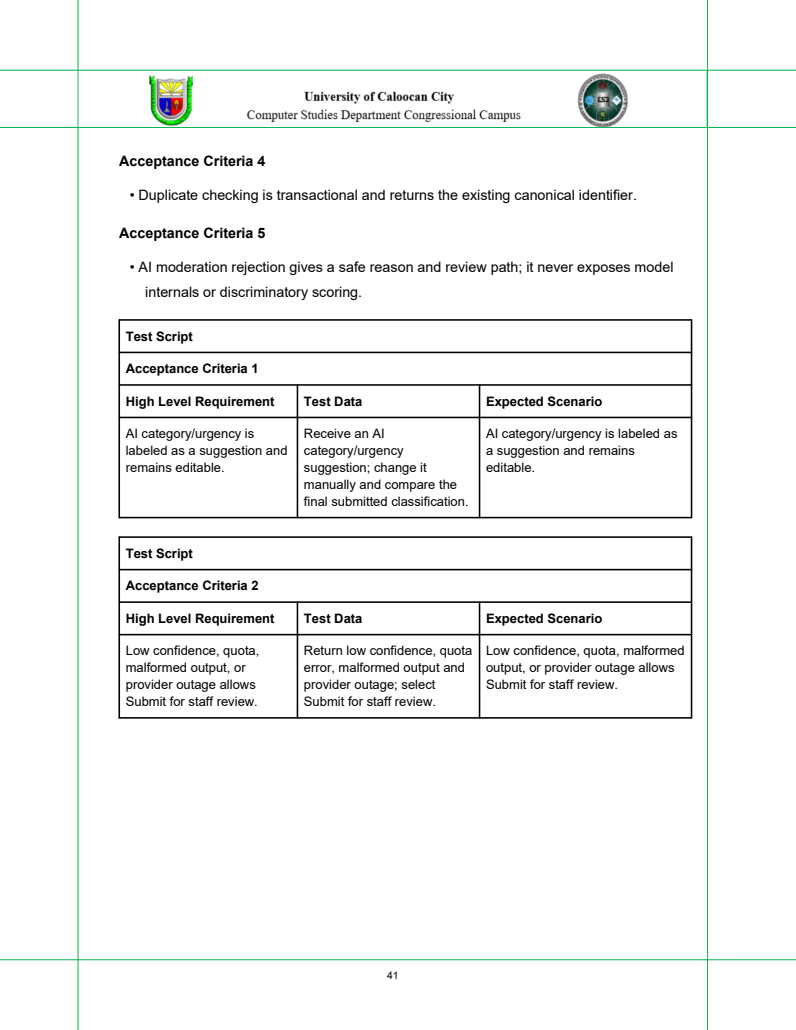 University of Caloocan City
Computer Studies Department Congressional Campus
Acceptance Criteria 4
• Duplicate checking is transactional and returns the existing canonical identifier.
Acceptance Criteria 5
• AI moderation rejection gives a safe reason and review path; it never exposes model
internals or discriminatory scoring.
Test Script
Acceptance Criteria 1
High Level Requirement
Test Data
Expected Scenario
AI category/urgency is
labeled as a suggestion and
remains editable.
Receive an AI
category/urgency
suggestion; change it
manually and compare the
final submitted classification.
AI category/urgency is labeled as
a suggestion and remains
editable.
Test Script
Acceptance Criteria 2
High Level Requirement
Test Data
Expected Scenario
Low confidence, quota,
malformed output, or
provider outage allows
Submit for staff review.
Return low confidence, quota
error, malformed output and
provider outage; select
Submit for staff review.
Low confidence, quota, malformed
output, or provider outage allows
Submit for staff review.
41